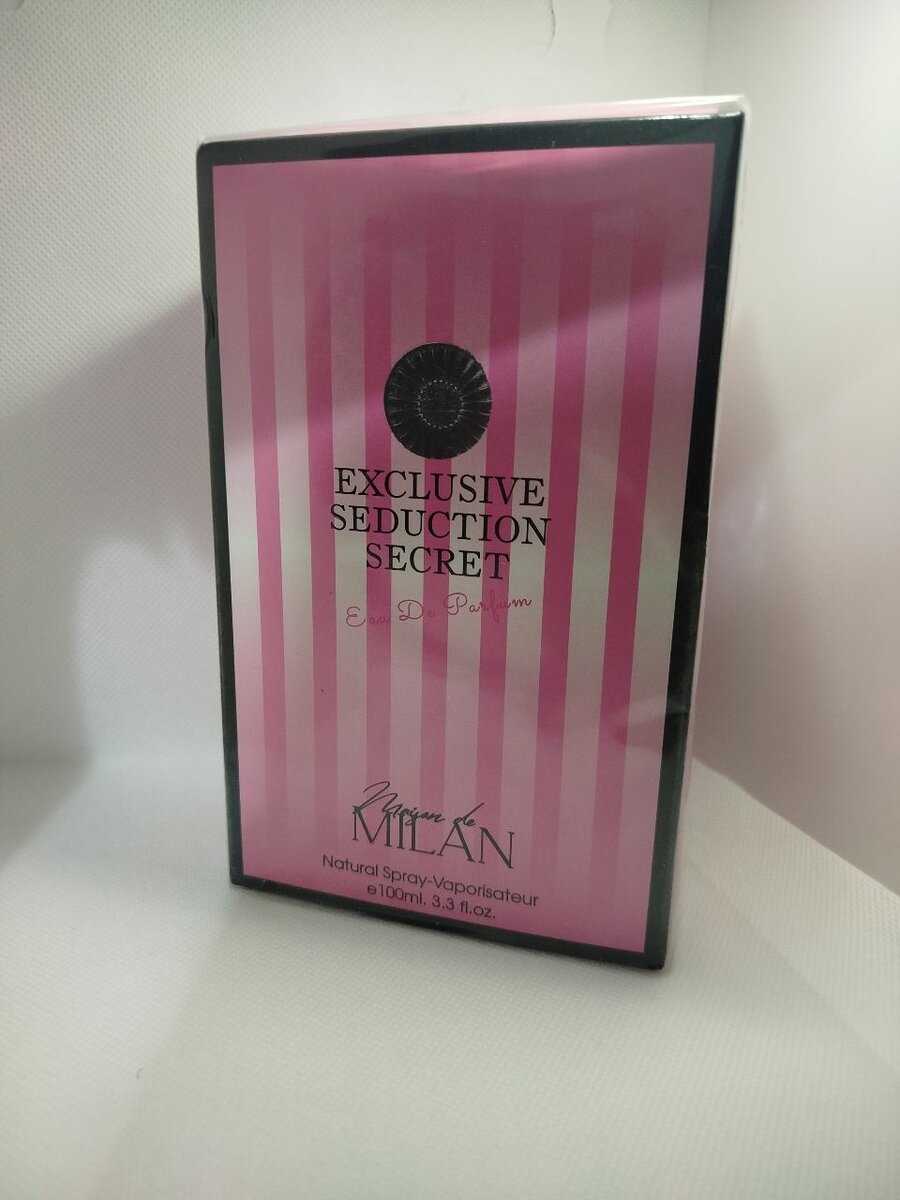 EXCLUSIVE
SEDUCTION
SECRET
Eau De Parfum
Maison de
MILAN
Natural Spray-Vaporisateur
e100ml. 3.3 fl.oz.